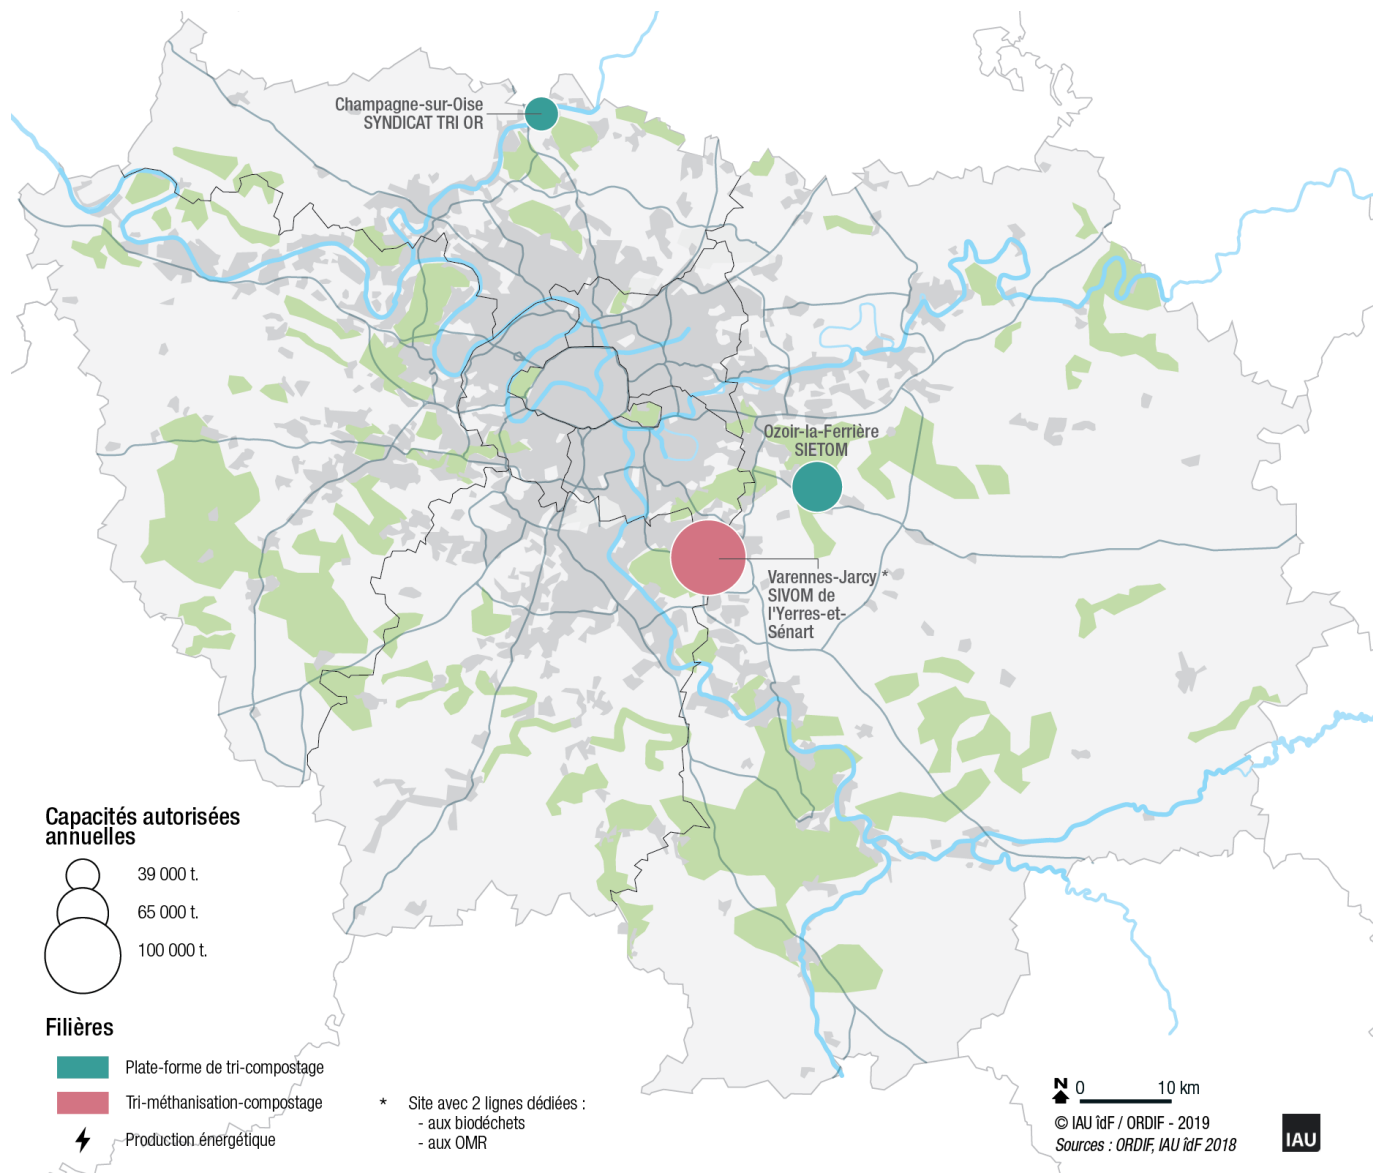 Champagne-sur-Oise
SYNDICAT TRI OR
Ozoir-la-Ferrière
SIETOM
Varennes-Jarcy *
SIVOM de
l'Yerres-et-
Sénart
Capacités autorisées
annuelles
39 000 t.
65 000 t.
100 000 t.
Filières
Plate-forme de tri-compostage
Tri-méthanisation-compostage
Production énergétique
* Site avec 2 lignes dédiées :
- aux biodéchets
- aux OMR
N 0 10 km
© IAU îdF / ORDIF - 2019
Sources : ORDIF, IAU îdF 2018
IAU